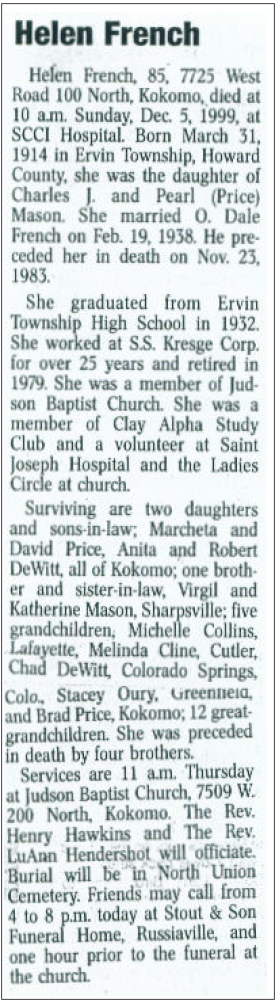 Helen French
Helen French, 85, 7725 West
Road 100 North, Kokomo, died at
10 a.m. Sunday, Dec. 5, 1999, at
SCCI Hospital. Born March 31,
1914 in Ervin Township, Howard
County, she was the daughter of
Charles J. and Pearl (Price)
Mason. She married O. Dale
French on Feb. 19, 1938. He pre-
ceded her in death on Nov. 23,
1983.
She graduated from Ervin
Township High School in 1932.
She worked at S.S. Kresge Corp.
for over 25 years and retired in
1979. She was a member of Jud-
son Baptist Church. She was a
member of Clay Alpha Study
Club and a volunteer at Saint
Joseph Hospital and the Ladies
Circle at church.
Surviving are two daughters
and sons-in-law; Marcheta and
David Price, Anita and Robert
DeWitt, all of Kokomo; one broth-
er and sister-in-law, Virgil and
Katherine Mason, Sharpsville; five
grandchildren; Michelle Collins,
Lafayette, Melinda Cline, Cutler,
Chad DeWitt, Colorado Springs,
Colo., Stacey Oury, Greenfield,
and Brad Price, Kokomo; 12 great-
grandchildren. She was preceded
in death by four brothers.
Services are 11 a.m. Thursday
at Judson Baptist Church, 7509 W.
200 North, Kokomo. The Rev.
Henry Hawkins and The Rev.
LuAnn Hendershot will officiate.
Burial will be in North Union
Cemetery. Friends may call from
4 to 8 p.m. today at Stout & Son
Funeral Home, Russiaville, and
one hour prior to the funeral at
the church.